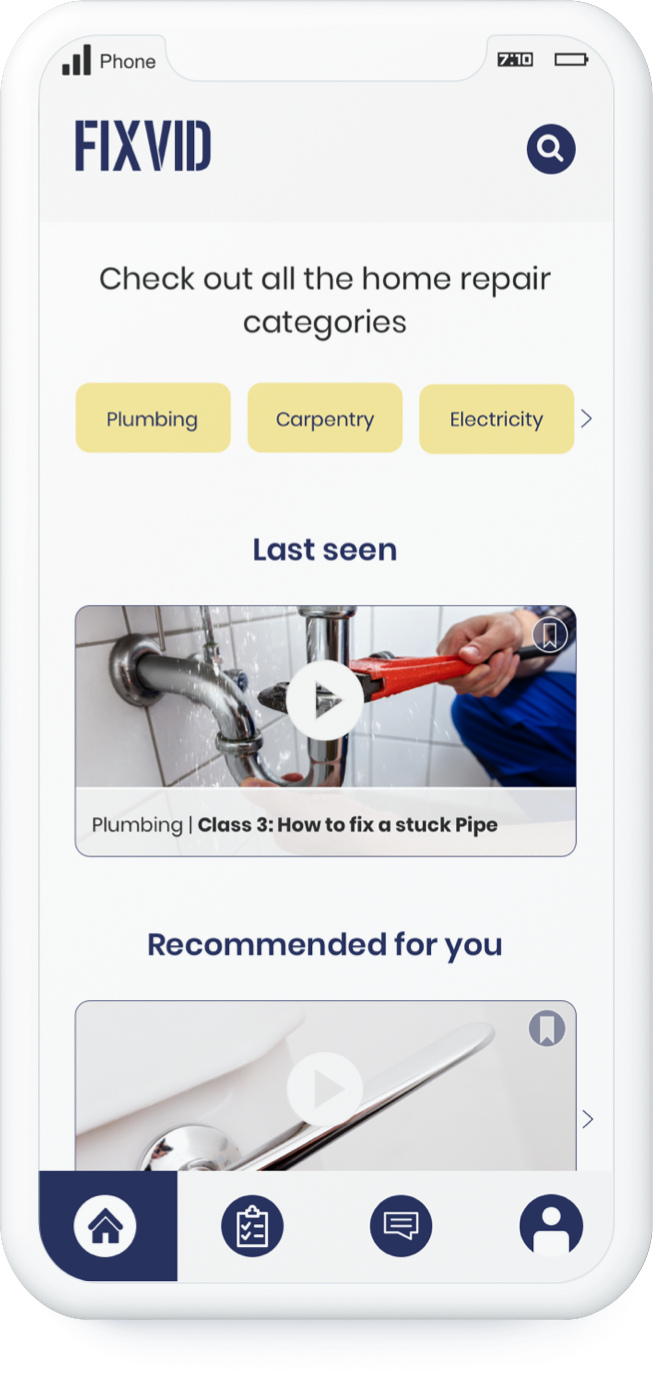 Phone
7:10
FIXVID
Check out all the home repair
categories
Plumbing
Carpentry
Electricity
Last seen
Plumbing | Class 3: How to fix a stuck Pipe
Recommended for you